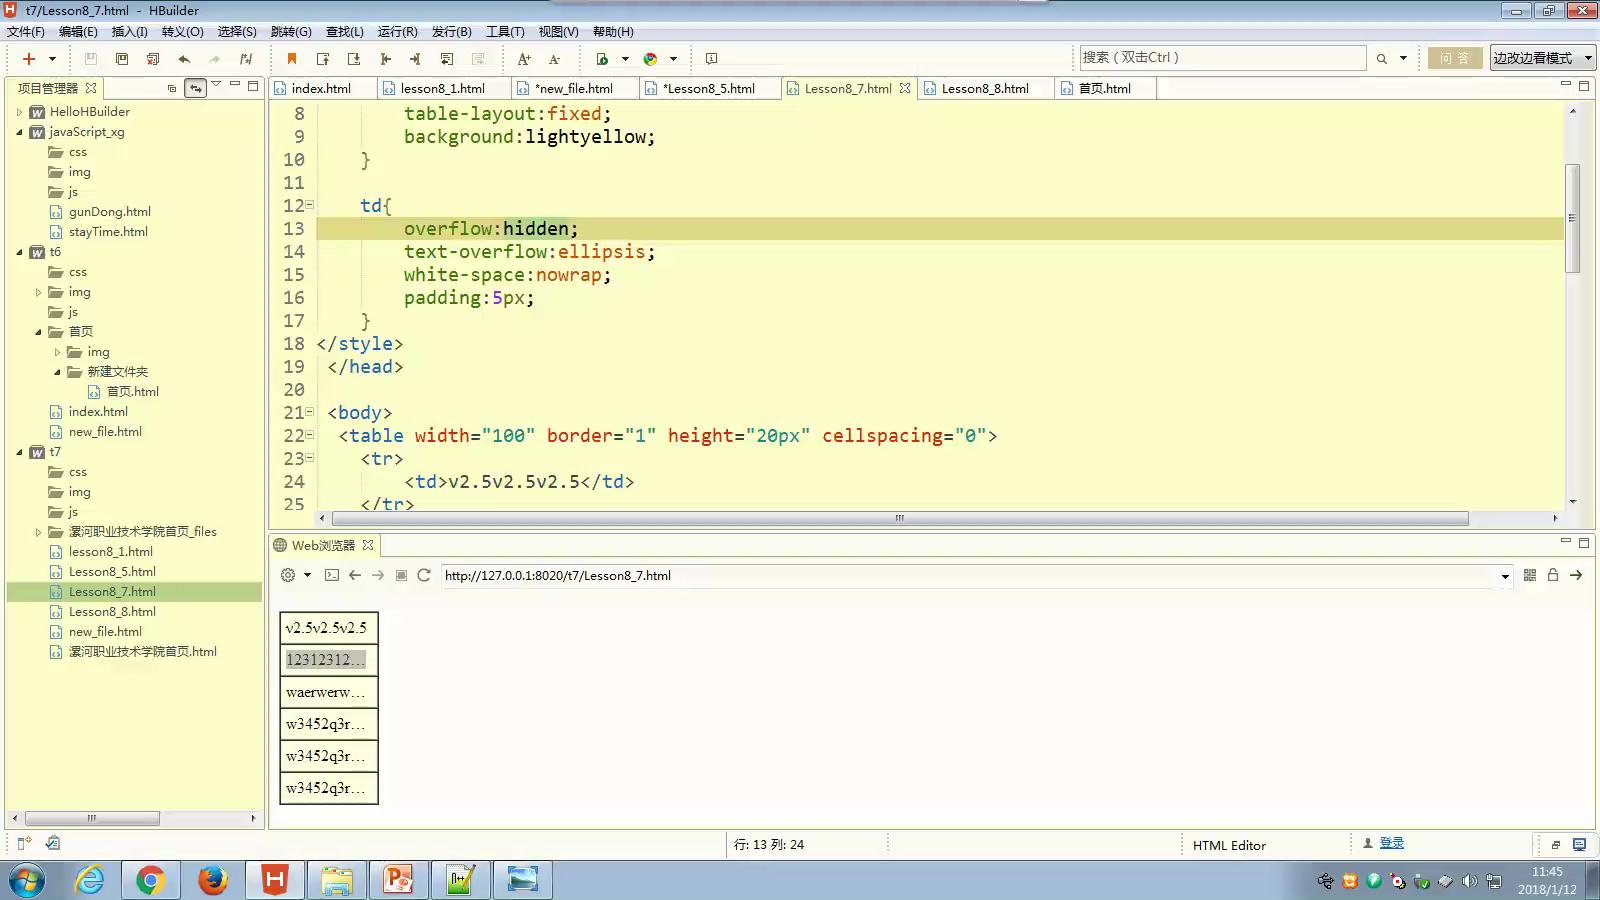 t7/Lesson8_7.html - HBuilder
文件(F) 编辑(E) 插入(I) 转义(O) 选择(S) 跳转(G) 查找(L) 运行(R) 发行(B) 工具(T) 视图(V) 帮助(H)
搜索 ( 双击Ctrl )
问 答
边改边看模式
项目管理器
index.html lesson8_1.html *new_file.html *Lesson8_5.html Lesson8_7.html Lesson8_8.html 首页.html
HelloHBuilder
javaScript_xg
css
img
js
gunDong.html
stayTime.html
t6
css
img
js
首页
img
新建文件夹
首页.html
index.html
new_file.html
t7
css
img
js
漯河职业技术学院首页_files
lesson8_1.html
Lesson8_5.html
Lesson8_7.html
Lesson8_8.html
new_file.html
漯河职业技术学院首页.html
8 table-layout:fixed;
9 background:lightyellow;
10 }
11
12 td{
13 overflow:hidden;
14 text-overflow:ellipsis;
15 white-space:nowrap;
16 padding:5px;
17 }
18 </style>
19 </head>
20
21 <body>
22 <table width="100" border="1" height="20px" cellspacing="0">
23 <tr>
24 <td>v2.5v2.5v2.5</td>
25 </tr>
Web浏览器
http://127.0.0.1:8020/t7/Lesson8_7.html
v2.5v2.5v2.5
12312312...
waerwerw...
w3452q3r...
w3452q3r...
w3452q3r...
行: 13 列: 24
HTML Editor
登录
11:45
2018/1/12